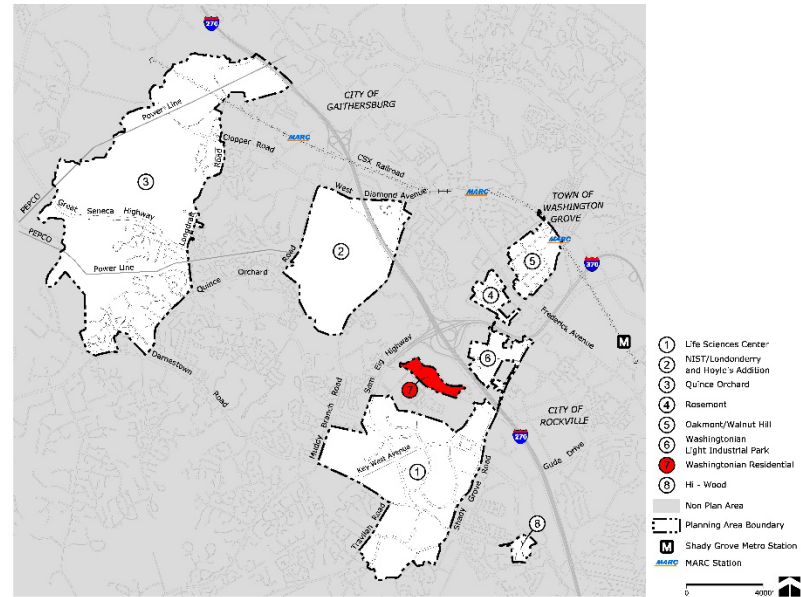 270
CITY OF
GAITHERSBURG
Power Line
Clopper Road
MARC
CSX Railroad
Road
3
West Diamond Avenue
MARC
TOWN OF
WASHINGTON
GROVE
PEPCO
Great Seneca Highway
Longdraft
PEPCO
2
MARC
5
370
Power Line
Quince Orchard Road
4
Frederick Avenue
M
Sam Eig Highway
6
Darnestown Road
Muddy Branch Road
7
CITY OF
ROCKVILLE
270
Gude Drive
Key West Avenue
1
Shady Grove Road
Travilah Road
8
1 Life Sciences Center
2 NIST/Londonderry
and Hoyle's Addition
3 Quince Orchard
4 Rosemont
5 Oakmont/Walnut Hill
6 Washingtonian
Light Industrial Park
7 Washingtonian Residential
8 Hi - Wood
Non Plan Area
Planning Area Boundary
M Shady Grove Metro Station
MARC MARC Station
0 4000'